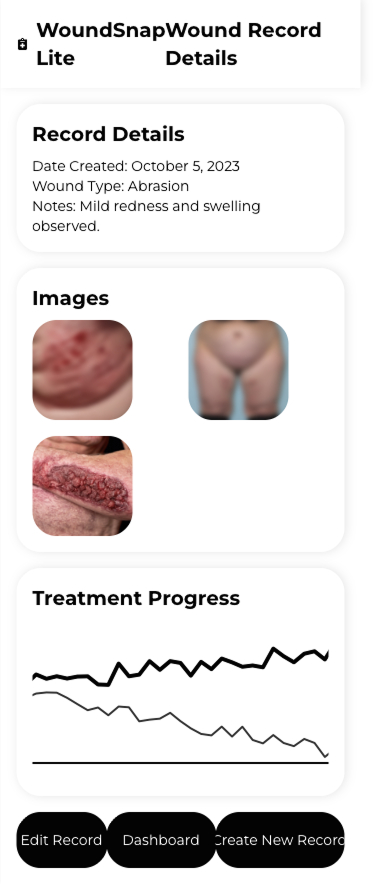 WoundSnap
Lite
Wound Record
Details
Record Details
Date Created: October 5, 2023
Wound Type: Abrasion
Notes: Mild redness and swelling
observed.
Images
Treatment Progress
Edit Record
Dashboard
Create New Record